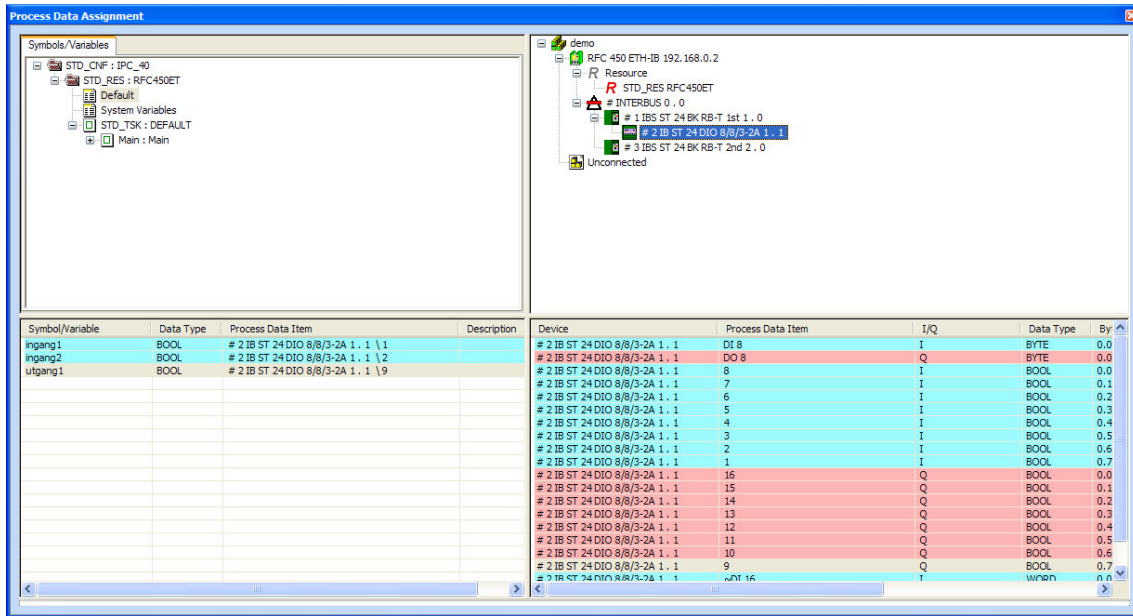 Process Data Assignment
Symbols/Variables
STD_CNF : IPC_40
STD_RES : RFC450ET
Default
System Variables
STD_TSK : DEFAULT
Main : Main
demo
RFC 450 ETH-IB 192.168.0.2
Resource
STD_RES RFC450ET
# INTERBUS 0 . 0
# 1 IBS ST 24 BK RB-T 1st 1 . 0
# 2 IB ST 24 DIO 8/8/3-2A 1 . 1
# 3 IBS ST 24 BK RB-T 2nd 2 . 0
Unconnected
Symbol/Variable Data Type Process Data Item Description
ingang1 BOOL # 2 IB ST 24 DIO 8/8/3-2A 1 . 1 \ 1
ingang2 BOOL # 2 IB ST 24 DIO 8/8/3-2A 1 . 1 \ 2
utgang1 BOOL # 2 IB ST 24 DIO 8/8/3-2A 1 . 1 \ 9
Device Process Data Item I/Q Data Type By
# 2 IB ST 24 DIO 8/8/3-2A 1 . 1 DI 8 I BYTE 0.0
# 2 IB ST 24 DIO 8/8/3-2A 1 . 1 DO 8 Q BYTE 0.0
# 2 IB ST 24 DIO 8/8/3-2A 1 . 1 8 I BOOL 0.0
# 2 IB ST 24 DIO 8/8/3-2A 1 . 1 7 I BOOL 0.1
# 2 IB ST 24 DIO 8/8/3-2A 1 . 1 6 I BOOL 0.2
# 2 IB ST 24 DIO 8/8/3-2A 1 . 1 5 I BOOL 0.3
# 2 IB ST 24 DIO 8/8/3-2A 1 . 1 4 I BOOL 0.4
# 2 IB ST 24 DIO 8/8/3-2A 1 . 1 3 I BOOL 0.5
# 2 IB ST 24 DIO 8/8/3-2A 1 . 1 2 I BOOL 0.6
# 2 IB ST 24 DIO 8/8/3-2A 1 . 1 1 I BOOL 0.7
# 2 IB ST 24 DIO 8/8/3-2A 1 . 1 16 Q BOOL 0.0
# 2 IB ST 24 DIO 8/8/3-2A 1 . 1 15 Q BOOL 0.1
# 2 IB ST 24 DIO 8/8/3-2A 1 . 1 14 Q BOOL 0.2
# 2 IB ST 24 DIO 8/8/3-2A 1 . 1 13 Q BOOL 0.3
# 2 IB ST 24 DIO 8/8/3-2A 1 . 1 12 Q BOOL 0.4
# 2 IB ST 24 DIO 8/8/3-2A 1 . 1 11 Q BOOL 0.5
# 2 IB ST 24 DIO 8/8/3-2A 1 . 1 10 Q BOOL 0.6
# 2 IB ST 24 DIO 8/8/3-2A 1 . 1 9 Q BOOL 0.7
# 2 IB ST 24 DIO 8/8/3-2A 1 . 1 ~DI 16 I WORD 0.0